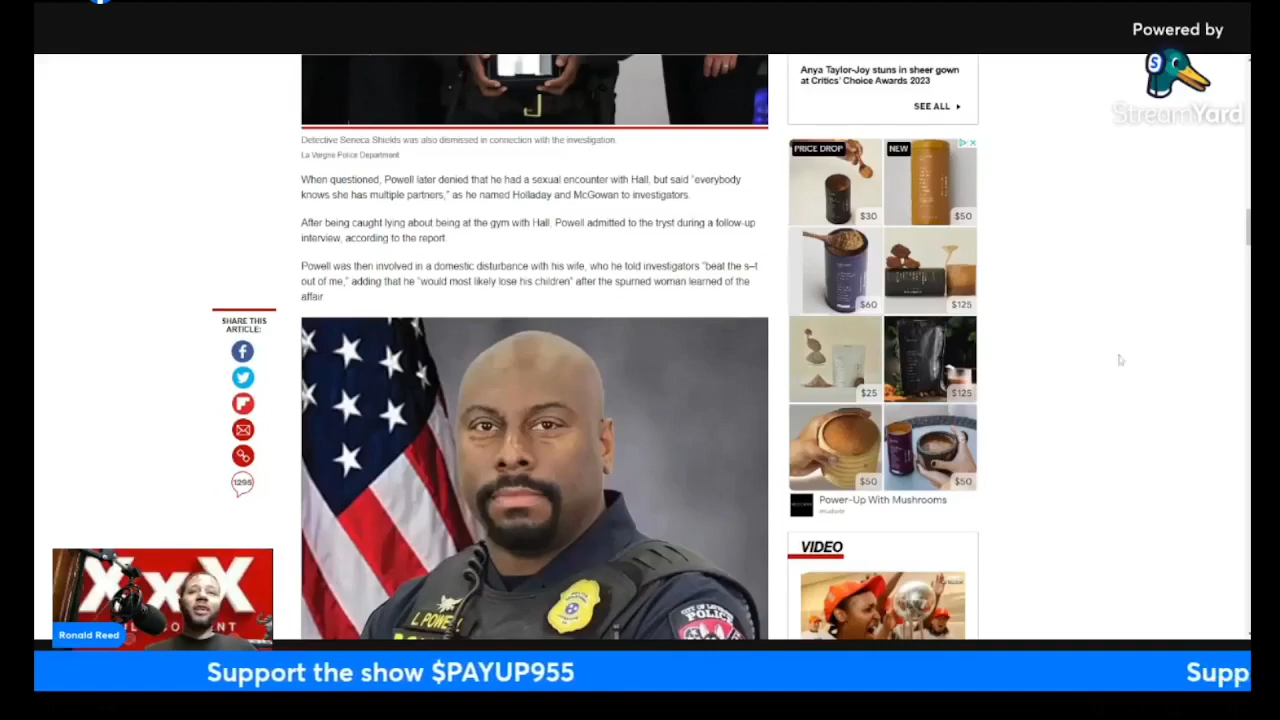 Powered by
StreamYard
Anya Taylor-Joy stuns in sheer gown
at Critics' Choice Awards 2023
SEE ALL
Detective Seneca Shields was also dismissed in connection with the investigation.
La Vergne Police Department
When questioned, Powell later denied that he had a sexual encounter with Hall, but said "everybody
knows she has multiple partners," as he named Holladay and McGowan to investigators.
After being caught lying about being at the gym with Hall, Powell admitted to the tryst during a follow-up
interview, according to the report
Powell was then involved in a domestic disturbance with his wife, who he told investigators "beat the s–t
out of me," adding that he "would most likely lose his children" after the spurned woman learned of the
affair
SHARE THIS
ARTICLE:
1295
PRICE DROP
NEW
$30
$50
$60
$125
$25
$125
$50
$50
Power-Up With Mushrooms
VIDEO
L. POWELL
POLICE
XXX
Ronald Reed
Support the show $PAYUP955
Supp